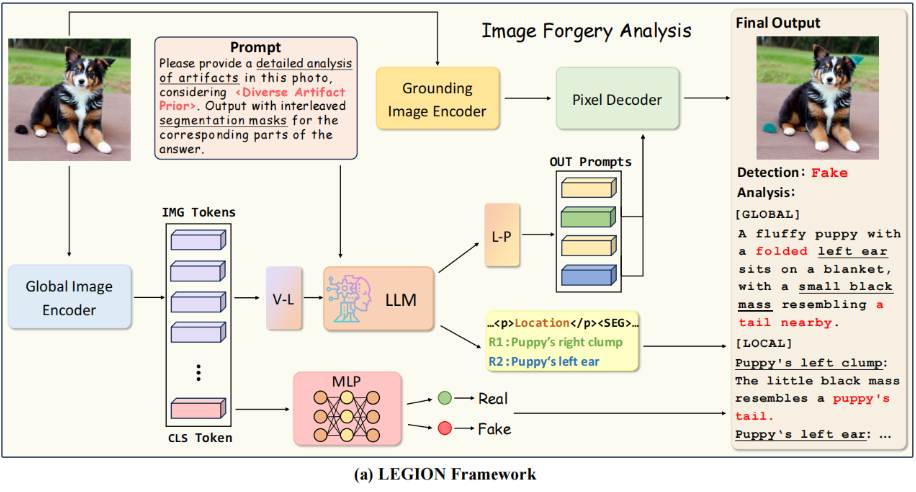 Image Forgery Analysis
Prompt
Please provide a detailed analysis
of artifacts in this photo,
considering <Diverse Artifact
Prior>. Output with interleaved
segmentation masks for the
corresponding parts of the
answer.
Grounding
Image Encoder
Pixel Decoder
OUT Prompts
IMG Tokens
Global Image
Encoder
V-L
LLM
L-P
…<p>Location</p><SEG>…
R1:Puppy's right clump
R2:Puppy's left ear
CLS Token
MLP
Real
Fake
Final Output
Detection: Fake
Analysis:
[GLOBAL]
A fluffy puppy with
a folded left ear
sits on a blanket,
with a small black
mass resembling a
tail nearby.
[LOCAL]
Puppy's left clump:
The little black mass
resembles a puppy's
tail.
Puppy's left ear: …
(a) LEGION Framework